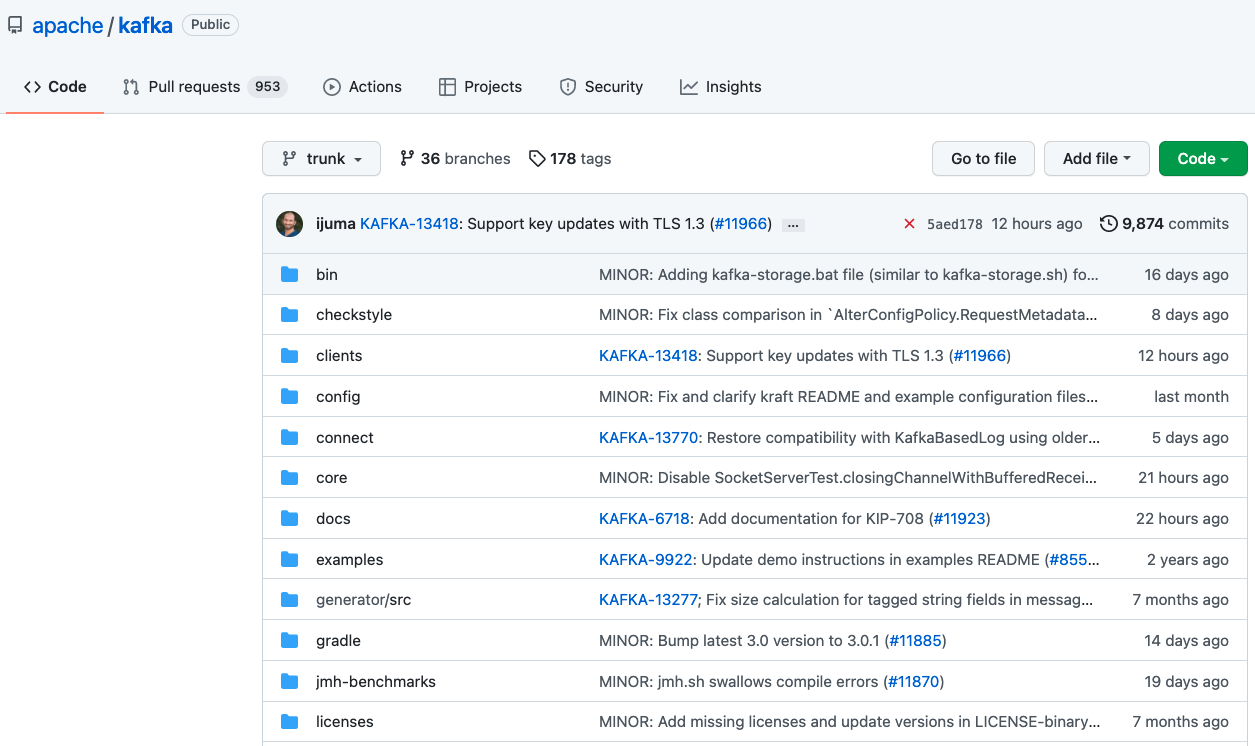 apache / kafka Public
Code Pull requests 953 Actions Projects Security Insights
trunk 36 branches 178 tags Go to file Add file Code
ijuma KAFKA-13418: Support key updates with TLS 1.3 (#11966) ... 5aed178 12 hours ago 9,874 commits
bin MINOR: Adding kafka-storage.bat file (similar to kafka-storage.sh) fo... 16 days ago
checkstyle MINOR: Fix class comparison in `AlterConfigPolicy.RequestMetadata... 8 days ago
clients KAFKA-13418: Support key updates with TLS 1.3 (#11966) 12 hours ago
config MINOR: Fix and clarify kraft README and example configuration files... last month
connect KAFKA-13770: Restore compatibility with KafkaBasedLog using older... 5 days ago
core MINOR: Disable SocketServerTest.closingChannelWithBufferedRecei... 21 hours ago
docs KAFKA-6718: Add documentation for KIP-708 (#11923) 22 hours ago
examples KAFKA-9922: Update demo instructions in examples README (#855... 2 years ago
generator/src KAFKA-13277; Fix size calculation for tagged string fields in messag... 7 months ago
gradle MINOR: Bump latest 3.0 version to 3.0.1 (#11885) 14 days ago
jmh-benchmarks MINOR: jmh.sh swallows compile errors (#11870) 19 days ago
licenses MINOR: Add missing licenses and update versions in LICENSE-binary... 7 months ago